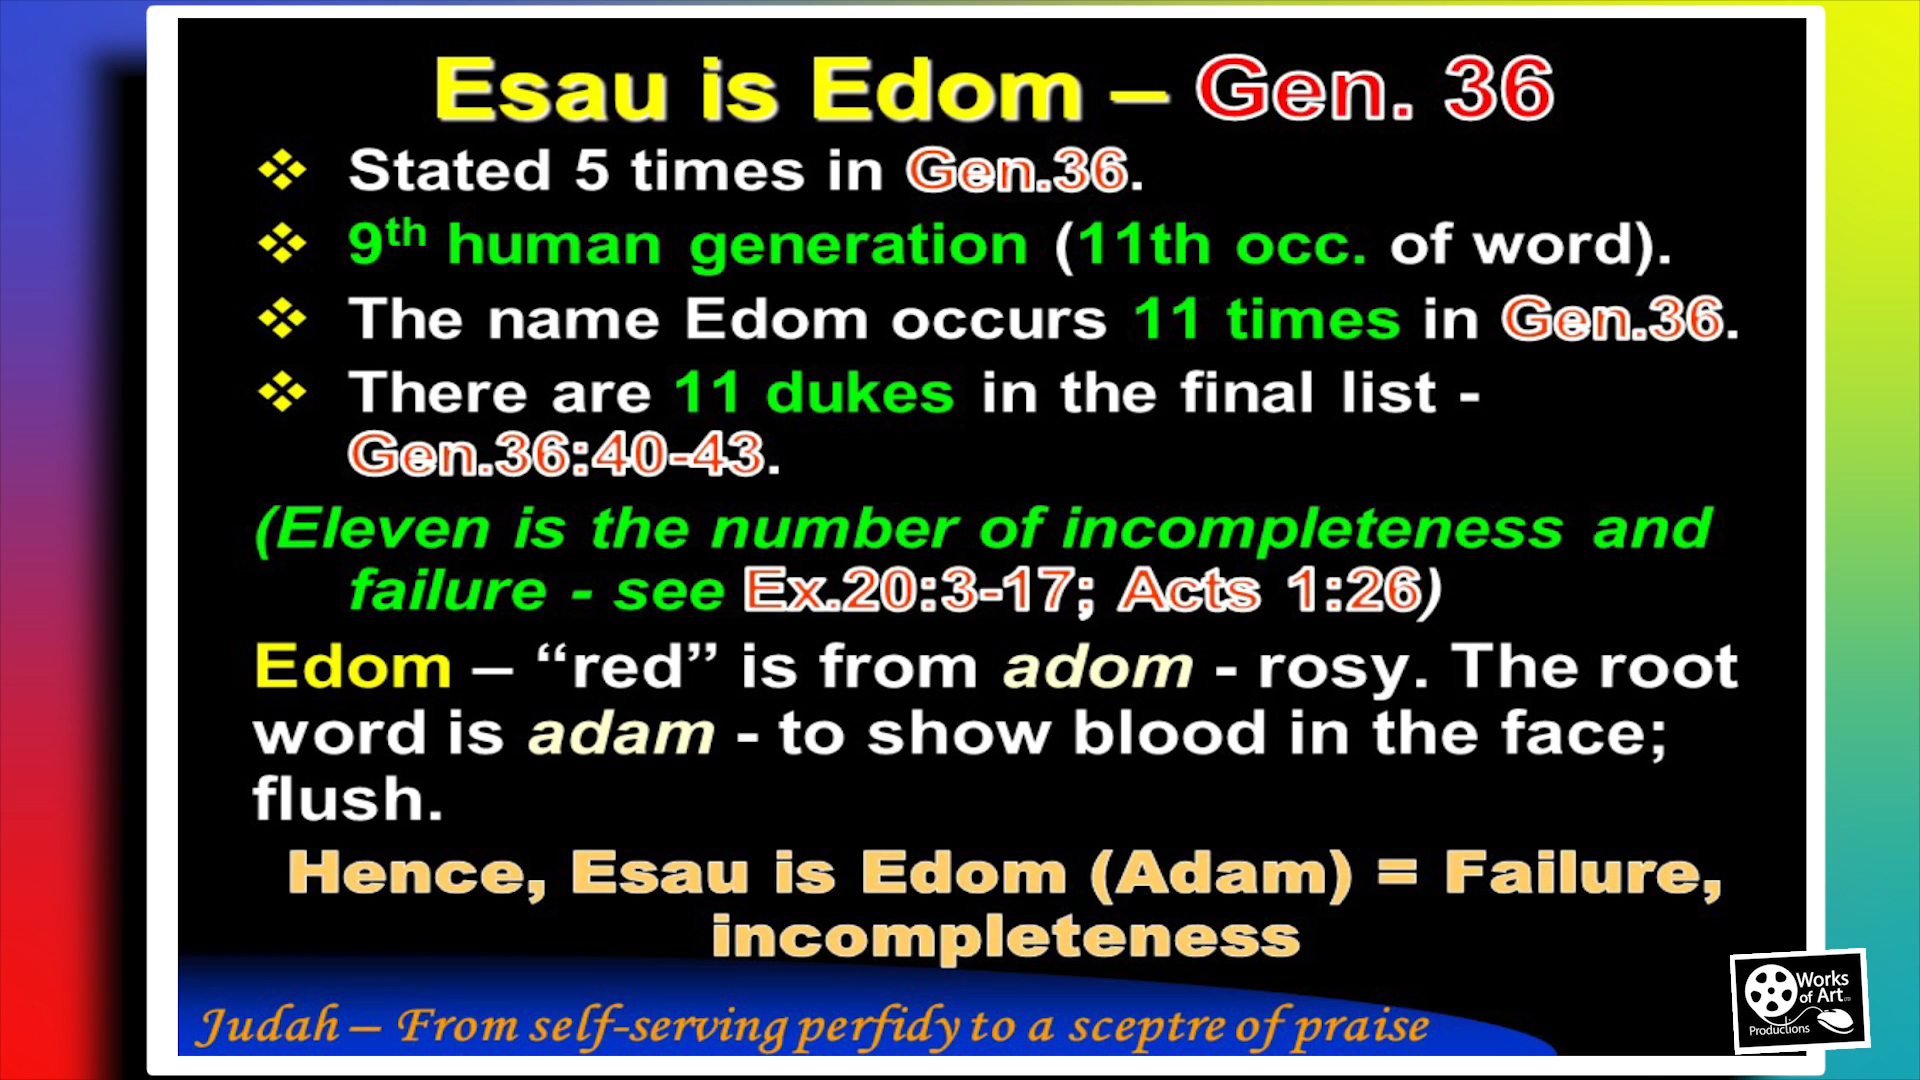 Esau is Edom – Gen. 36
❖ Stated 5 times in Gen.36.
❖ 9th human generation (11th occ. of word).
❖ The name Edom occurs 11 times in Gen.36.
❖ There are 11 dukes in the final list -
Gen.36:40-43.
(Eleven is the number of incompleteness and
failure - see Ex.20:3-17; Acts 1:26)
Edom – “red” is from adom - rosy. The root
word is adam - to show blood in the face;
flush.
Hence, Esau is Edom (Adam) = Failure,
incompleteness
Judah – From self-serving perfidy to a sceptre of praise
Works
of Art
Productions